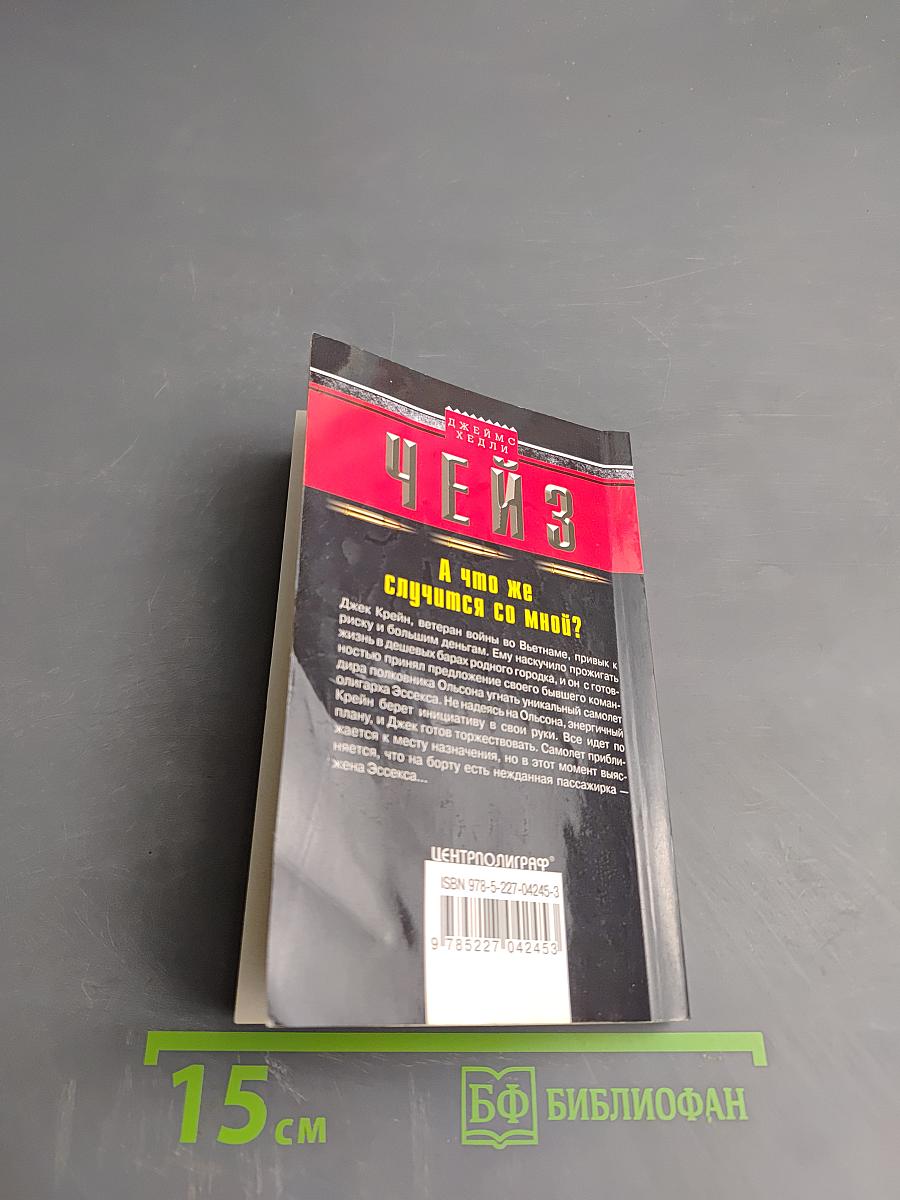 ДЖЕЙМС
ХЕДЛИ
ЧЕЙЗ
А что же
случится со мной?
Джек Крейн, ветеран войны во Вьетнаме, привык к
риску и большим деньгам. Ему наскучило прожигать
жизнь в дешевых барах родного городка, и он с готов-
ностью принял предложение своего бывшего коман-
дира полковника Ольсона угнать уникальный самолет
олигарха Эссекса. Не надеясь на Ольсона, энергичный
Крейн берет инициативу в свои руки. Все идет по
плану, и Джек готов торжествовать. Самолет прибли-
жается к месту назначения, но в этот момент выяс-
няется, что на борту есть нежданная пассажирка —
жена Эссекса...
ЦЕНТРПОЛИГРАФ®
ISBN 978-5-227-04245-3
9 785227 042453
15 см
БФ БИБЛИОФАН